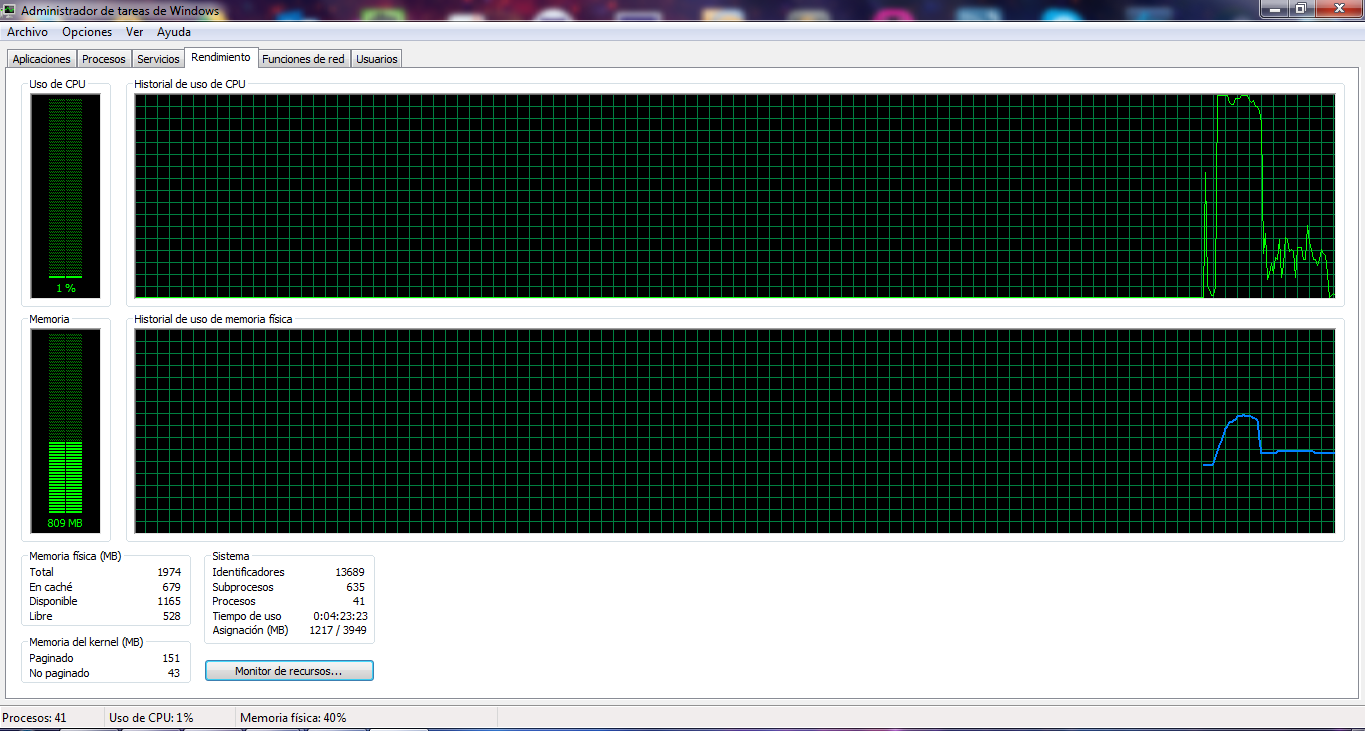 Administrador de tareas de Windows
Archivo Opciones Ver Ayuda
Aplicaciones Procesos Servicios Rendimiento Funciones de red Usuarios
Uso de CPU Historial de uso de CPU
1 %
Memoria Historial de uso de memoria física
809 MB
Memoria física (MB)
Total 1974
En caché 679
Disponible 1165
Libre 528
Memoria del kernel (MB)
Paginado 151
No paginado 43
Sistema
Identificadores 13689
Subprocesos 635
Procesos 41
Tiempo de uso 0:04:23:23
Asignación (MB) 1217 / 3949
Monitor de recursos...
Procesos: 41 Uso de CPU: 1% Memoria física: 40%